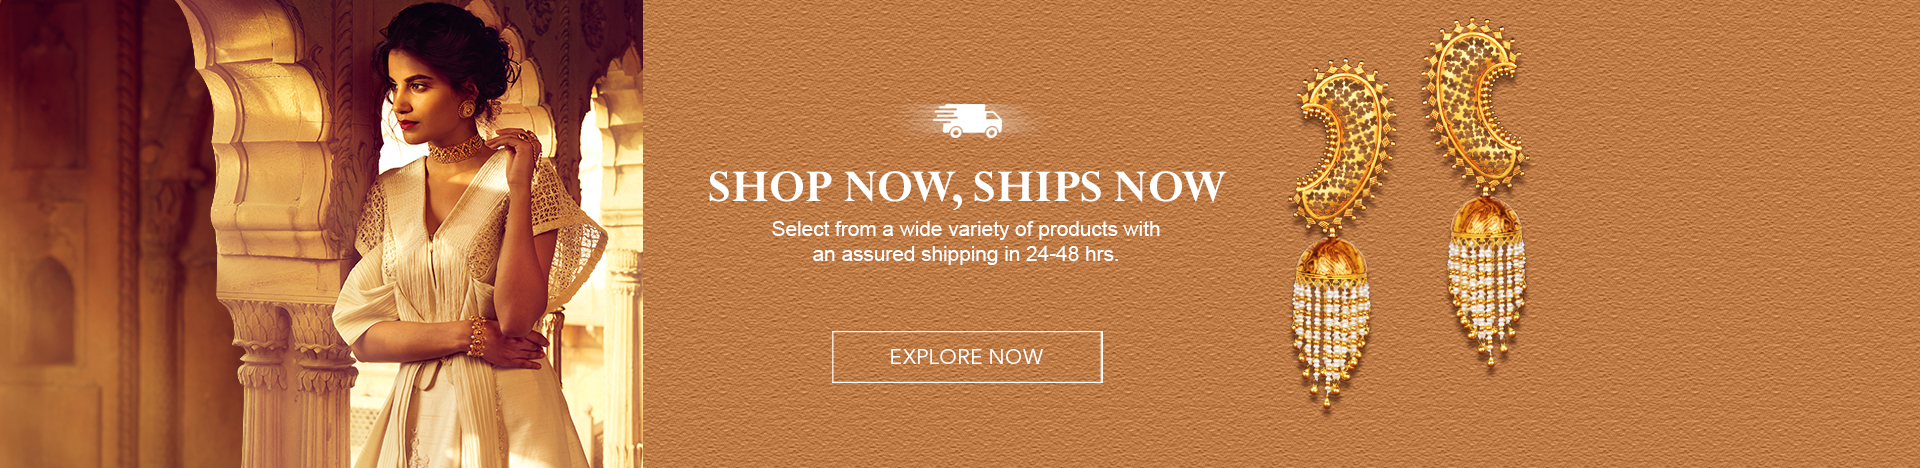 SHOP NOW, SHIPS NOW
Select from a wide variety of products with
an assured shipping in 24-48 hrs.
EXPLORE NOW